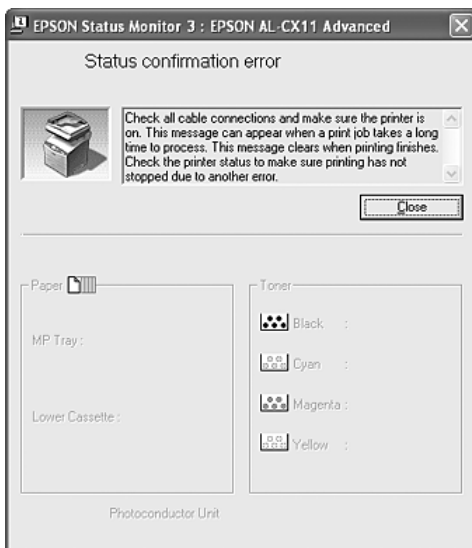 EPSON Status Monitor 3 : EPSON AL-CX11 Advanced
Status confirmation error
Check all cable connections and make sure the printer is
on. This message can appear when a print job takes a long
time to process. This message clears when printing finishes.
Check the printer status to make sure printing has not
stopped due to another error.
Close
Paper
MP Tray :
Lower Cassette :
Toner
Black :
Cyan :
Magenta :
Yellow :
Photoconductor Unit